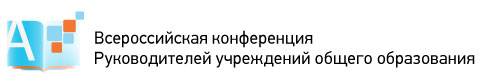 А
Всероссийская конференция
Руководителей учреждений общего образования